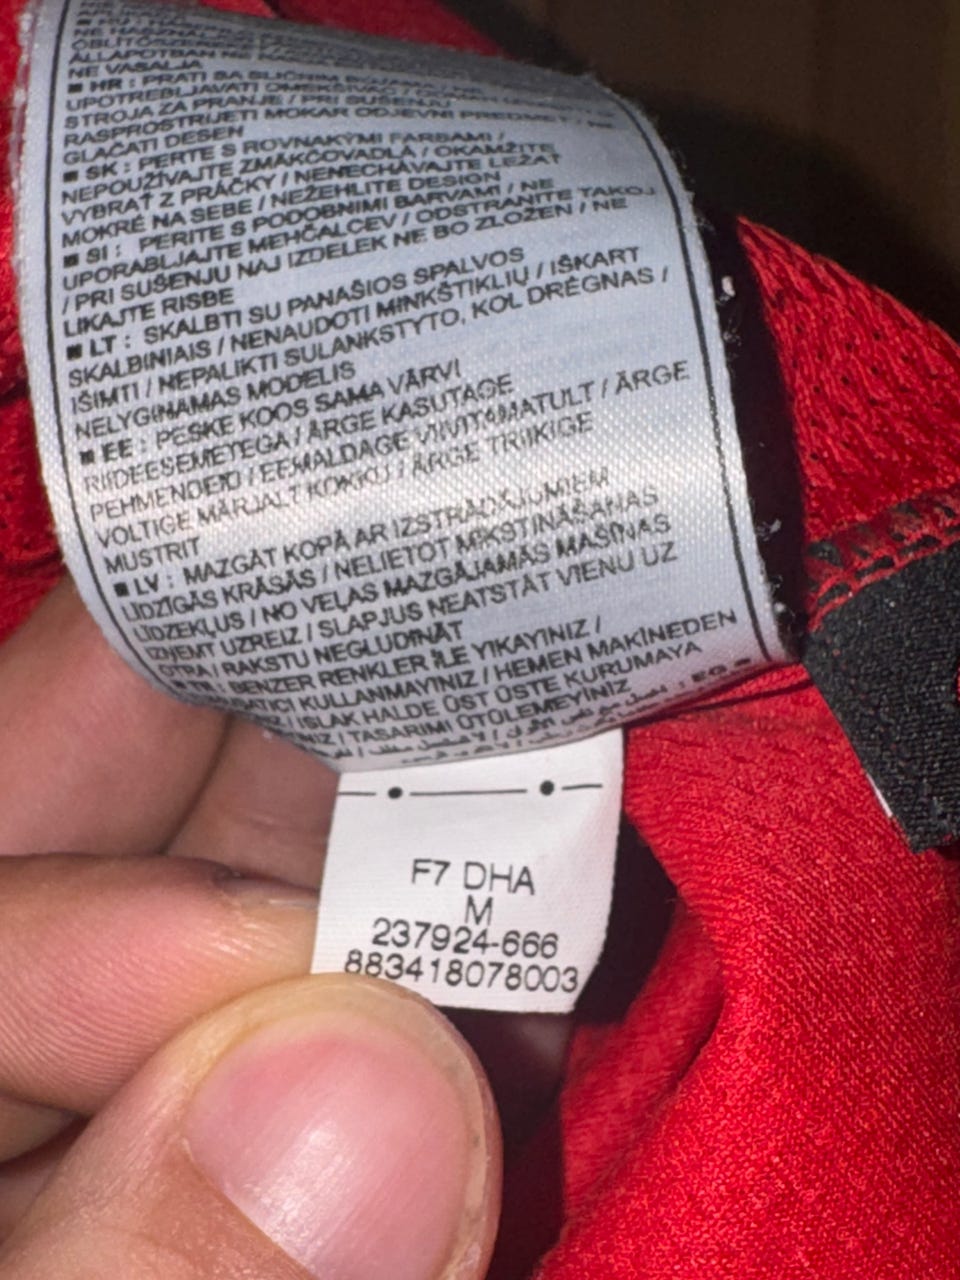 NE VASALJA
■ HR : PRATI SA SLIČNIM
UPOTREBLJAVATI OMEKŠIVAČ /
STROJA ZA PRANJE / PRI SUŠENJU
RASPROSTRIJETI MOKAR ODJEVNI PREDMET / NE
GLAČATI DESEN
■ SK : PERTE S ROVNAKÝMI FARBAMI /
NEPOUŽÍVAJTE ZMÄKČOVADLÁ / OKAMŽITE
VYBRAŤ Z PRÁČKY / NENECHÁVAJTE LEŽAŤ
MOKRÉ NA SEBE / NEŽEHLITE DESIGN
■ SI : PERITE S PODOBNIMI BARVAMI / NE
UPORABLJAJTE MEHČALCEV / ODSTRANITE TAKOJ
/ PRI SUŠENJU NAJ IZDELEK NE BO ZLOŽEN / NE
LIKAJTE RISBE
■ LT : SKALBTI SU PANAŠIOS SPALVOS
SKALBINIAIS / NENAUDOTI MINKŠTIKLIŲ / IŠKART
IŠIMTI / NEPALIKTI SULANKSTYTO, KOL DRĖGNAS /
NELYGINAMAS MODELIS
■ EE : PESKE KOOS SAMA VÄRVI
RIIDEESEMETEGA / ÄRGE KASUTAGE
PEHMENDEID / EEMALDAGE VIIVITAMATULT / ÄRGE
VOLTIGE MÄRJALT KOKKU / ÄRGE TRIIKIGE
MUSTRIT
■ LV : MAZGĀT KOPĀ AR IZSTRĀDĀJUMIEM
LĪDZĪGĀS KRĀSĀS / NELIETOT MĪKSTINĀŠANAS
LĪDZEKĻUS / NO VEĻAS MAZGĀJAMĀS MAŠĪNAS
IZŅEMT UZREIZ / SLAPJUS NEATSTĀT VIENU UZ
OTRA / RAKSTU NEGLUDINĀT
BENZER RENKLER İLE YIKAYINIZ /
KULLANMAYINIZ / HEMEN MAKİNEDEN
/ ISLAK HALDE ÜST ÜSTE KURUMAYA
/ TASARIMI ÜTÜLEMEYİNİZ
: EG ■
F7 DHA
M
237924-666
883418078003